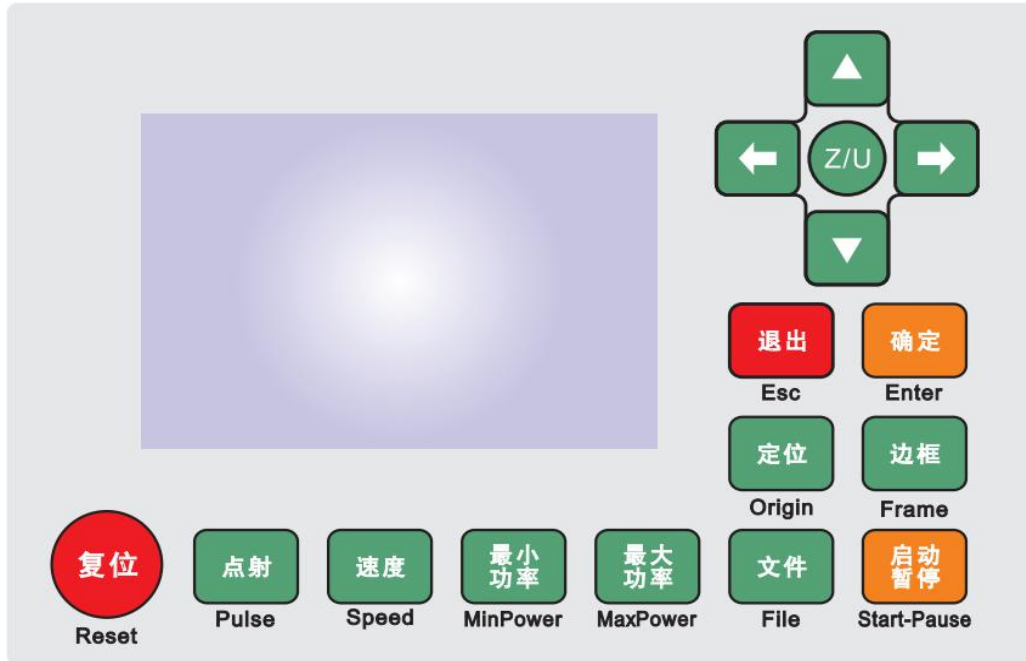 Z/U
退出
确定
Esc
Enter
定位
边框
Origin
Frame
复位
点射
速度
最小
功率
最大
功率
文件
启动
暂停
Reset
Pulse
Speed
MinPower
MaxPower
File
Start-Pause